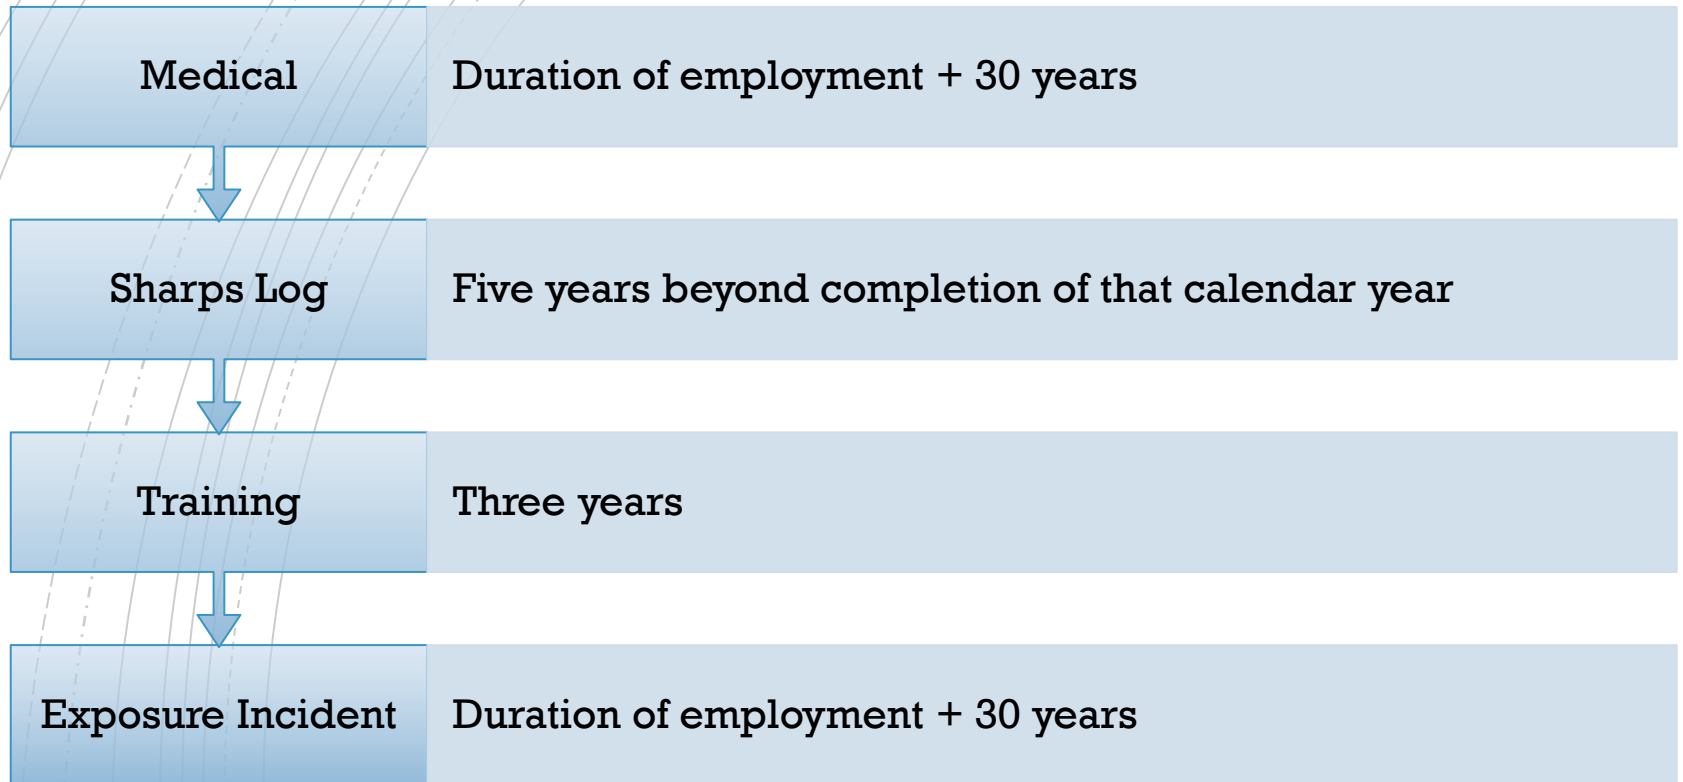 Medical
Duration of employment + 30 years
Sharps Log
Five years beyond completion of that calendar year
Training
Three years
Exposure Incident
Duration of employment + 30 years